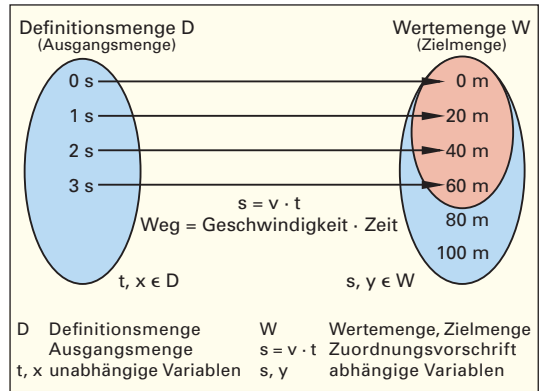 Definitionsmenge D Wertemenge W
(Ausgangsmenge) (Zielmenge)
0 s 0 m
1 s 20 m
2 s 40 m
3 s 60 m
s = v · t
Weg = Geschwindigkeit · Zeit
80 m
100 m
t, x ϵ D s, y ϵ W
D Definitionsmenge W Wertemenge, Zielmenge
Ausgangsmenge s = v · t Zuordnungsvorschrift
t, x unabhängige Variablen s, y abhängige Variablen